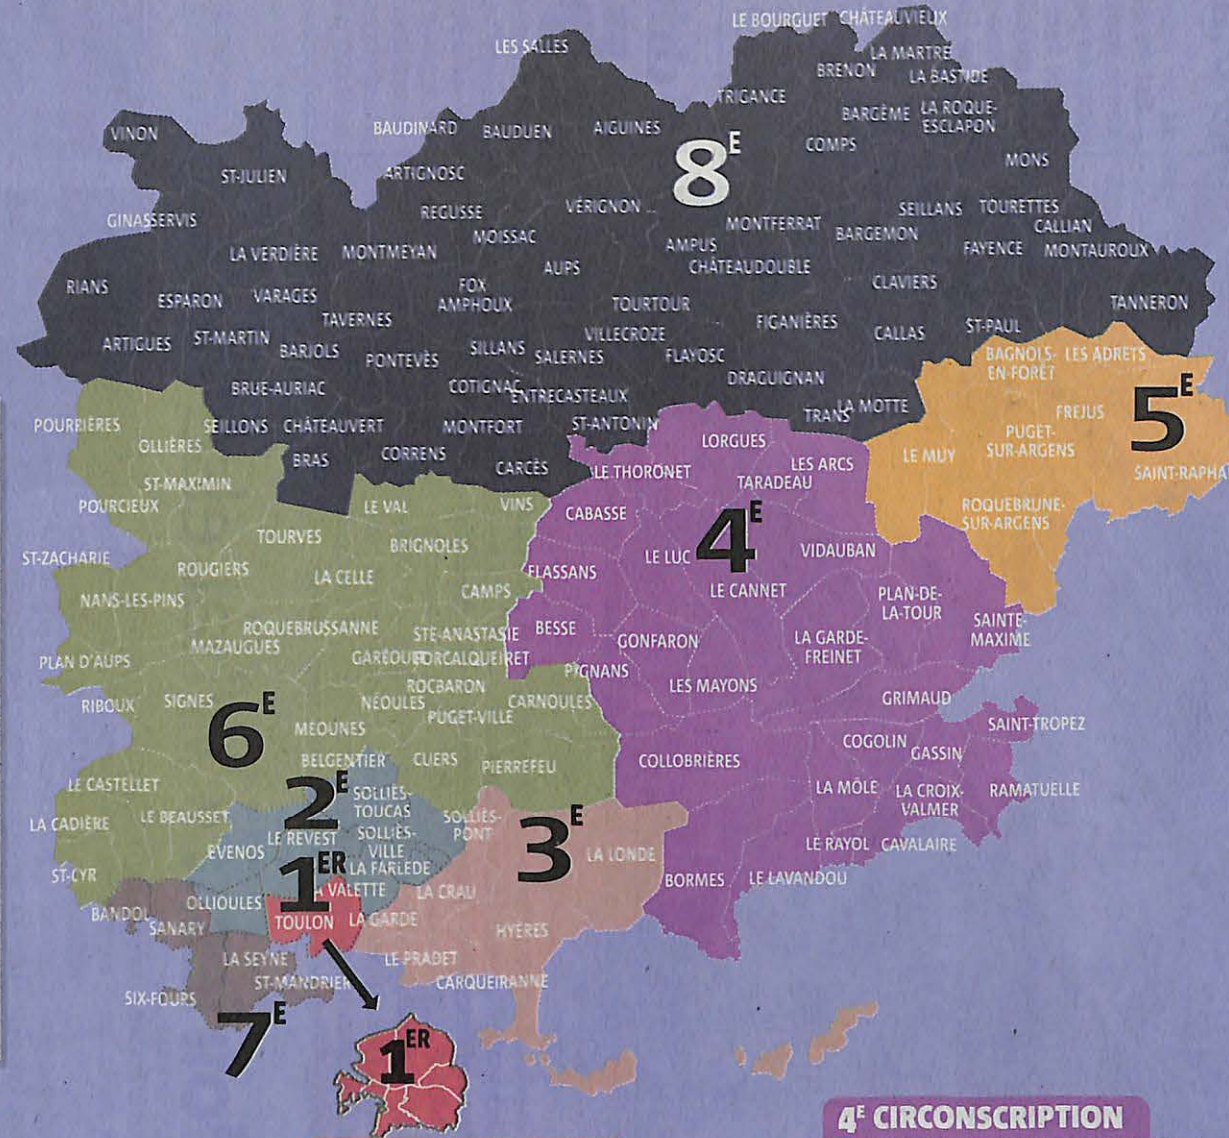 LE BOURGUET CHÂTEAUVIEUX
LES SALLES
LA MARTRE
BRENON
LA BASTIDE
TRIGANCE
BARGÈME
LA ROQUE-
ESCLAPON
VINON
BAUDINARD
BAUDUEN
AIGUINES
8E
COMPS
MONS
ST-JULIEN
ARTIGNOSC
GINASSERVIS
REGUSSE
VÉRIGNON
SEILLANS
TOURETTES
MONTFERRAT
CALLIAN
MOISSAC
BARGEMON
LA VERDIÈRE
MONTMEYAN
AMPUS
FAYENCE
MONTAUROUX
AUPS
CHÂTEAUDOUBLE
RIANS
FOX
AMPHOUX
CLAVIERS
ESPARON
VARAGES
TOURTOUR
TANNERON
TAVERNES
FIGANIÈRES
ST-PAUL
ARTIGUES
ST-MARTIN
VILLECROZE
CALLAS
BARJOLS
PONTEVÈS
SILLANS
SALERNES
FLAYOSC
BAGNOLS-
EN-FORÊT
LES ADRETS
BRUE-AURIAC
COTIGNAC
ENTRECASTEAUX
DRAGUIGNAN
5E
POURRIÈRES
SEILLONS
CHÂTEAUVERT
MONTFORT
ST-ANTONIN
TRANS
LA MOTTE
FREJUS
OLLIÈRES
LORGUES
PUGET-
SUR-ARGENS
BRAS
CORRENS
CARCÈS
LE THORONET
LES ARCS
LE MUY
ST-MAXIMIN
TARADEAU
SAINT-RAPHA
POURCIEUX
LE VAL
VINS
CABASSE
4E
ROQUEBRUNE-
SUR-ARGENS
TOURVES
BRIGNOLES
LE LUC
VIDAUBAN
ST-ZACHARIE
ROUGIERS
LA CELLE
FLASSANS
NANS-LES-PINS
CAMPS
LE CANNET
PLAN-DE-
LA-TOUR
ROQUEBRUSSANNE
STE-ANASTASIE
BESSE
SAINTE-
MAXIME
MAZAUGUES
GONFARON
LA GARDE-
FREINET
PLAN D'AUPS
GARÉOULT
FORCALQUEIRET
PIGNANS
ROCBARON
LES MAYONS
RIBOUX
SIGNES
NÉOULES
CARNOULES
GRIMAUD
6E
PUGET-VILLE
MEOUNES
SAINT-TROPEZ
COGOLIN
GASSIN
BELGENTIER
CUERS
PIERREFEU
COLLOBRIÈRES
LE CASTELLET
2E
SOLLIÈS-
TOUCAS
LA MÔLE
LA CROIX-
VALMER
RAMATUELLE
LA CADIÈRE
LE BEAUSSET
SOLLIÈS-
PONT
LE REVEST
SOLLIÈS-
VILLE
3E
EVENOS
LA LONDE
LE RAYOL
CAVALAIRE
1ER
LA FARLÈDE
ST-CYR
LA VALETTE
LA CRAU
BORMES
LE LAVANDOU
OLLIOULES
BANDOL
TOULON
LA GARDE
SANARY
HYÈRES
LA SEYNE
LE PRADET
ST-MANDRIER
CARQUEIRANNE
SIX-FOURS
7E
1ER
4E CIRCONSCRIPTION